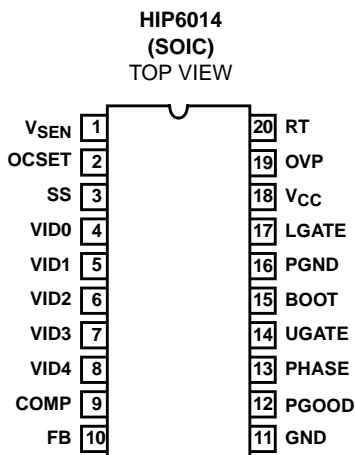 HIP6014
(SOIC)
TOP VIEW
VSEN 1 20 RT
OCSET 2 19 OVP
SS 3 18 VCC
VID0 4 17 LGATE
VID1 5 16 PGND
VID2 6 15 BOOT
VID3 7 14 UGATE
VID4 8 13 PHASE
COMP 9 12 PGOOD
FB 10 11 GND